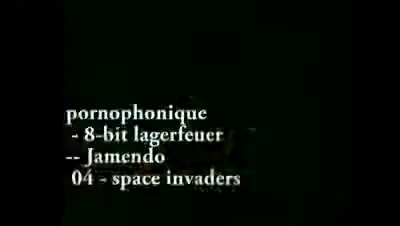 pornophonique
- 8-bit lagerfeuer
-- Jamendo
04 - space invaders